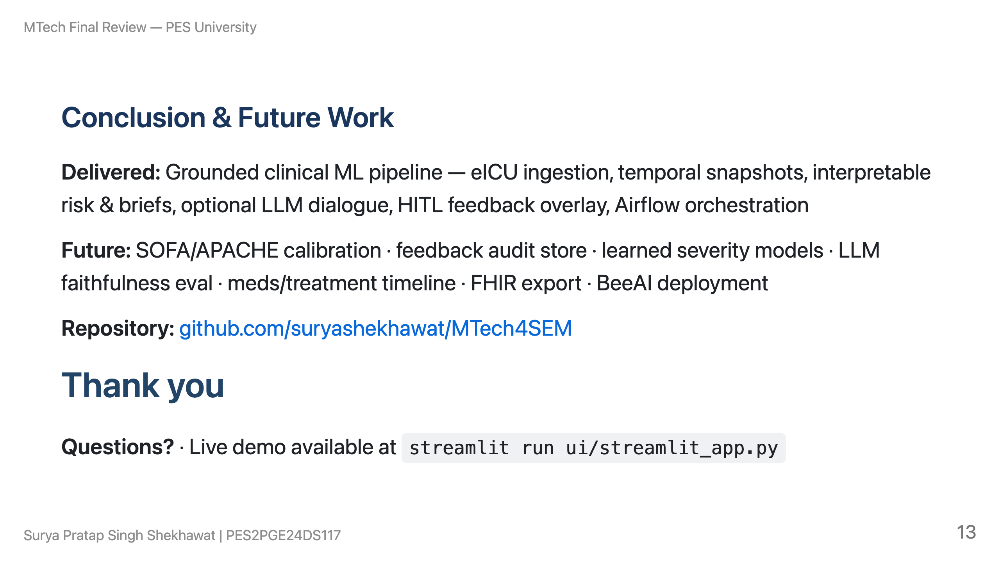 MTech Final Review — PES University
Conclusion & Future Work
Delivered: Grounded clinical ML pipeline — eICU ingestion, temporal snapshots, interpretable
risk & briefs, optional LLM dialogue, HITL feedback overlay, Airflow orchestration
Future: SOFA/APACHE calibration · feedback audit store · learned severity models · LLM
faithfulness eval · meds/treatment timeline · FHIR export · BeeAI deployment
Repository: github.com/suryashekhawat/MTech4SEM
Thank you
Questions? · Live demo available at streamlit run ui/streamlit_app.py
Surya Pratap Singh Shekhawat | PES2PGE24DS117
13